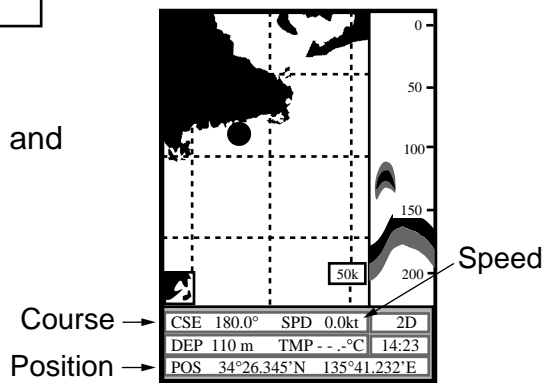 0
50
and
100
150
50k
200
Speed
Course
CSE 180.0° SPD 0.0kt 2D
DEP 110 m TMP - - .-°C 14:23
Position
POS 34°26.345'N 135°41.232'E